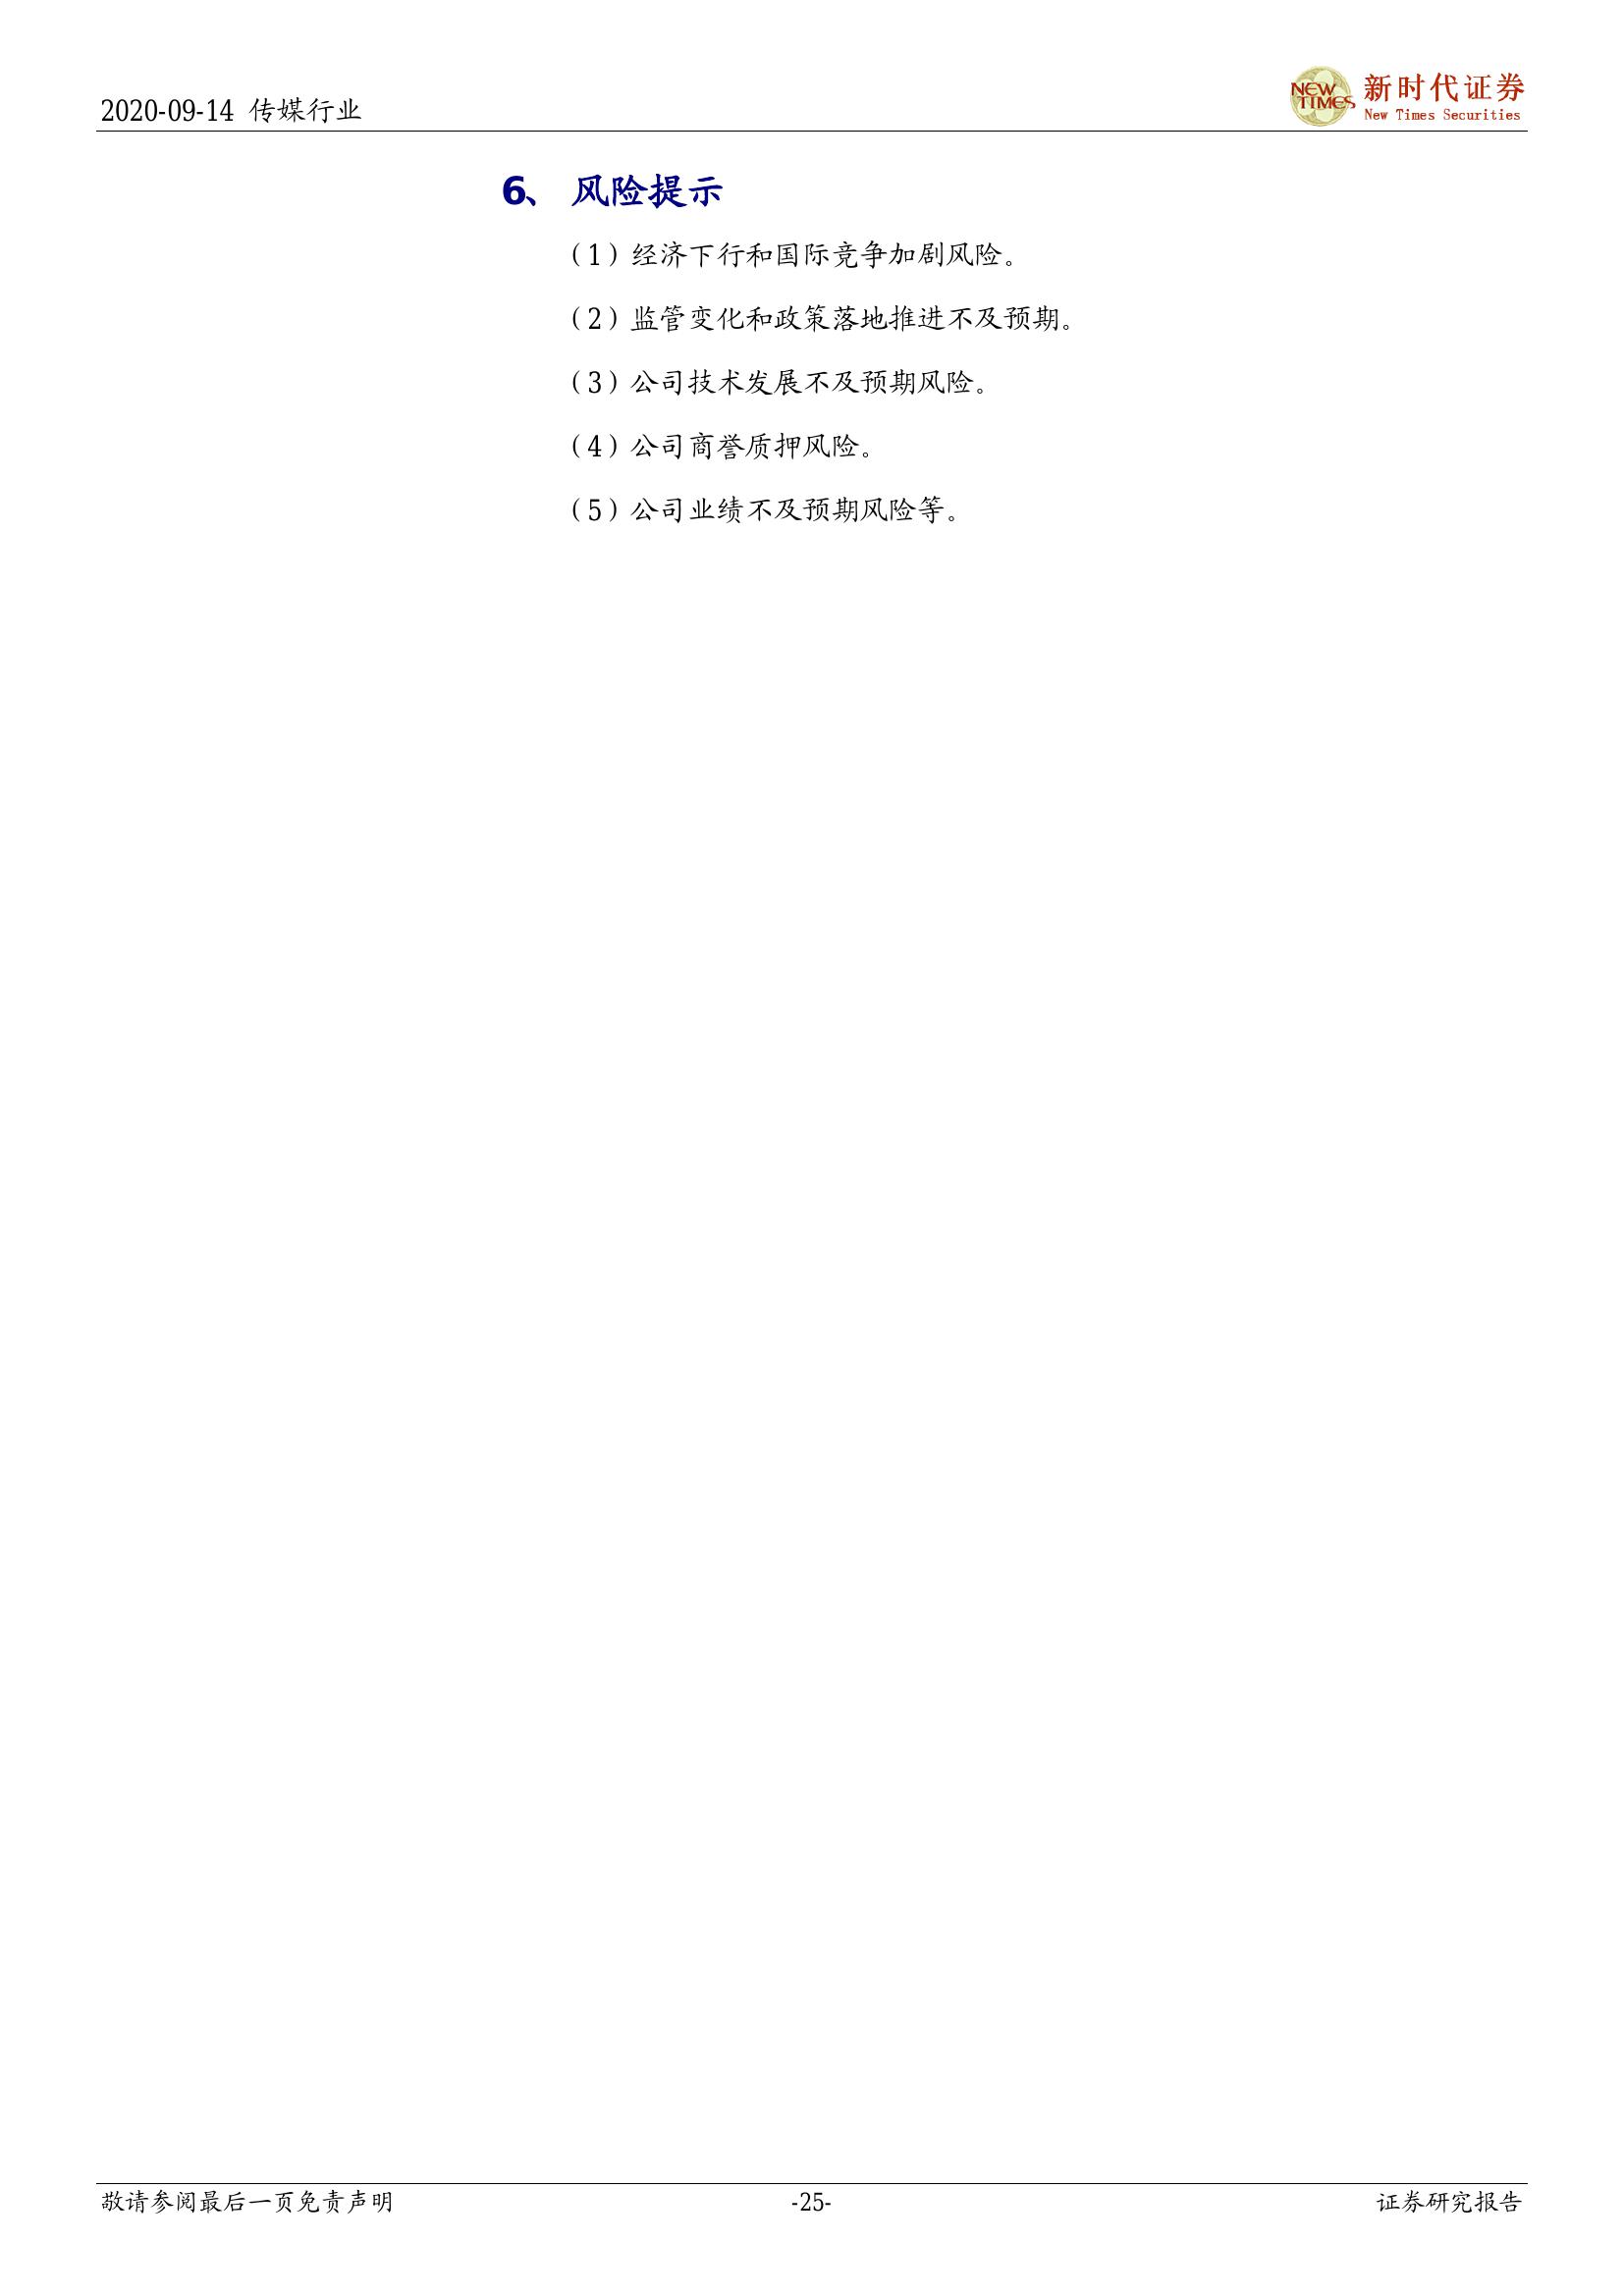 2020-09-14 传媒行业
NEW TIMES
新时代证券
New Times Securities
6、 风险提示
（1）经济下行和国际竞争加剧风险。
（2）监管变化和政策落地推进不及预期。
（3）公司技术发展不及预期风险。
（4）公司商誉质押风险。
（5）公司业绩不及预期风险等。
敬请参阅最后一页免责声明 -25- 证券研究报告